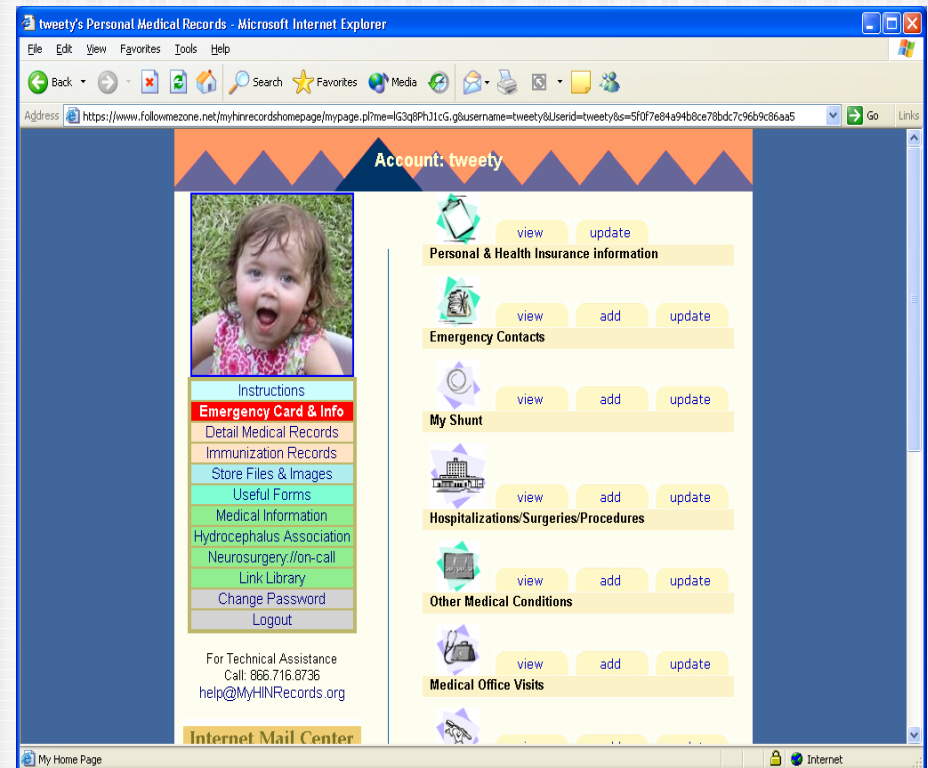 tweety's Personal Medical Records - Microsoft Internet Explorer
File Edit View Favorites Tools Help
Back Search Favorites Media
Address https://www.followmezone.net/myhinrecordshomepage/mypage.pl?me=lG3q8PhJ1cG.g&username=tweety&Userid=tweety&s=5f0f7e84a94b8ce78bdc7c96b9c86aa5 Go Links
Account: tweety
view update
Personal & Health Insurance information
view add update
Emergency Contacts
view add update
My Shunt
view add update
Hospitalizations/Surgeries/Procedures
view add update
Other Medical Conditions
view add update
Medical Office Visits
Instructions
Emergency Card & Info
Detail Medical Records
Immunization Records
Store Files & Images
Useful Forms
Medical Information
Hydrocephalus Association
Neurosurgery://on-call
Link Library
Change Password
Logout
For Technical Assistance
Call: 866.716.8736
help@MyHINRecords.org
Internet Mail Center
My Home Page Internet